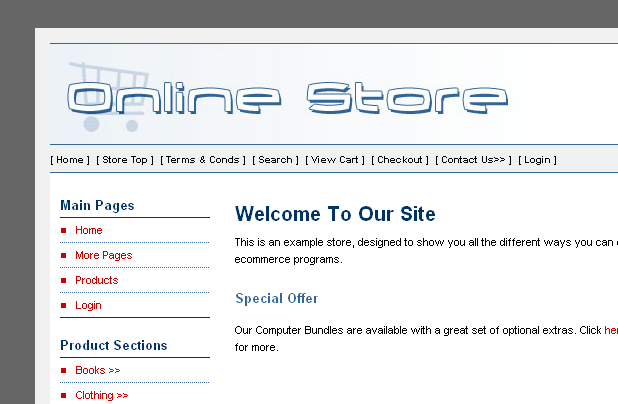 Online Store
[ Home ] [ Store Top ] [ Terms & Conds ] [ Search ] [ View Cart ] [ Checkout ] [ Contact Us>> ] [ Login ]
Main Pages
Home
More Pages
Products
Login
Product Sections
Books >>
Clothing >>
Welcome To Our Site
This is an example store, designed to show you all the different ways you can
ecommerce programs.
Special Offer
Our Computer Bundles are available with a great set of optional extras. Click
for more.